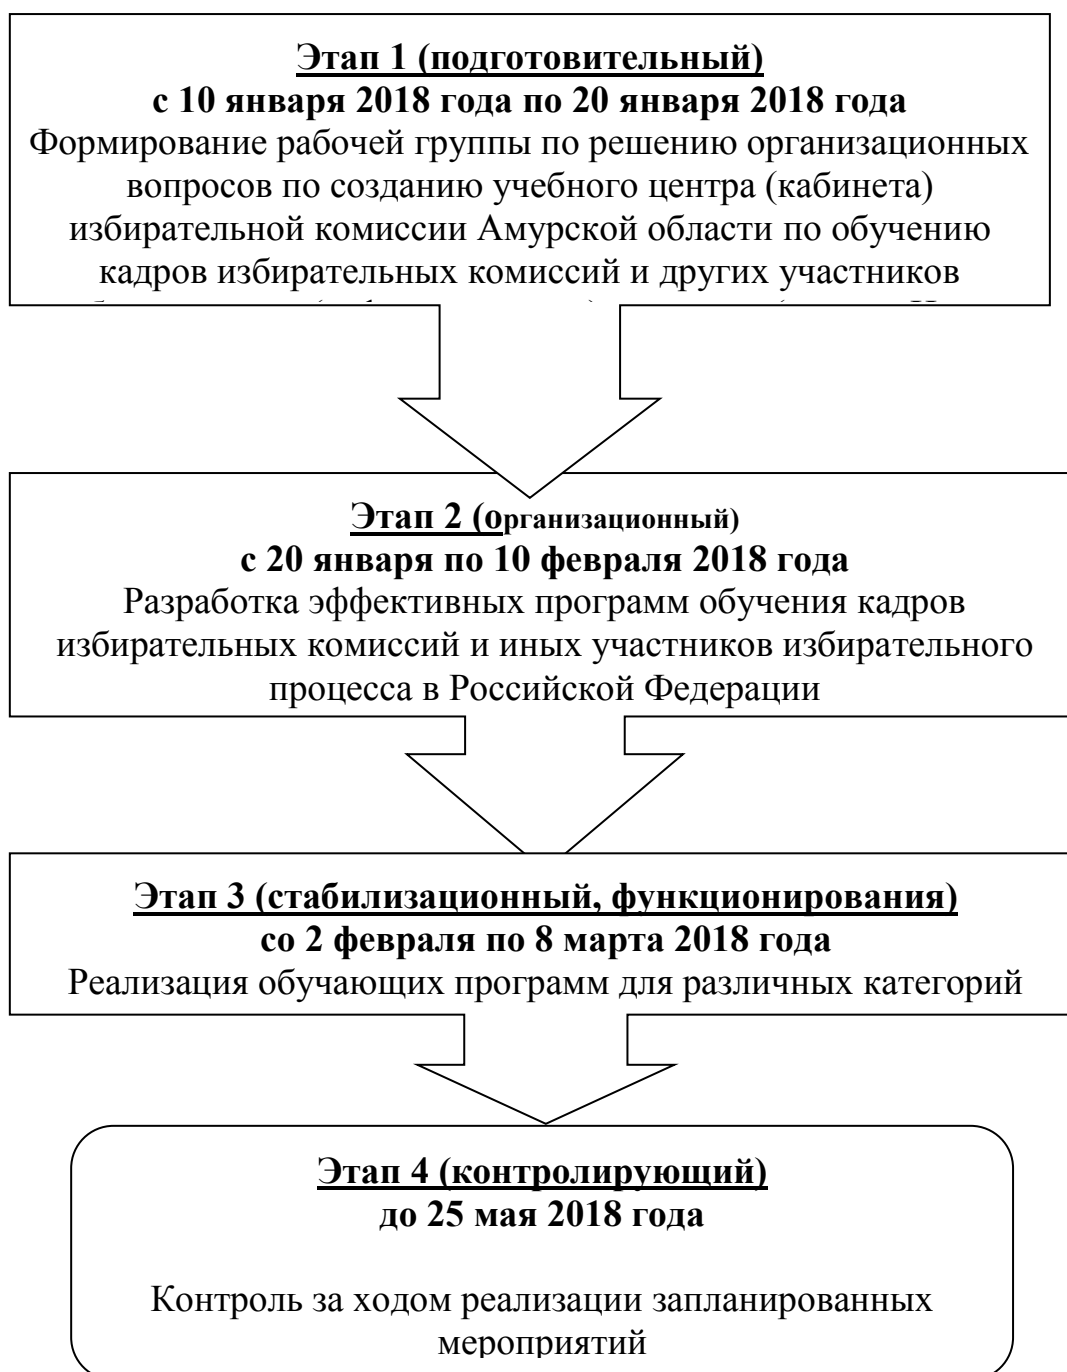 Этап 1 (подготовительный)
с 10 января 2018 года по 20 января 2018 года
Формирование рабочей группы по решению организационных
вопросов по созданию учебного центра (кабинета)
избирательной комиссии Амурской области по обучению
кадров избирательных комиссий и других участников
Этап 2 (организационный)
с 20 января по 10 февраля 2018 года
Разработка эффективных программ обучения кадров
избирательных комиссий и иных участников избирательного
процесса в Российской Федерации
Этап 3 (стабилизационный, функционирования)
со 2 февраля по 8 марта 2018 года
Реализация обучающих программ для различных категорий
Этап 4 (контролирующий)
до 25 мая 2018 года
Контроль за ходом реализации запланированных
мероприятий